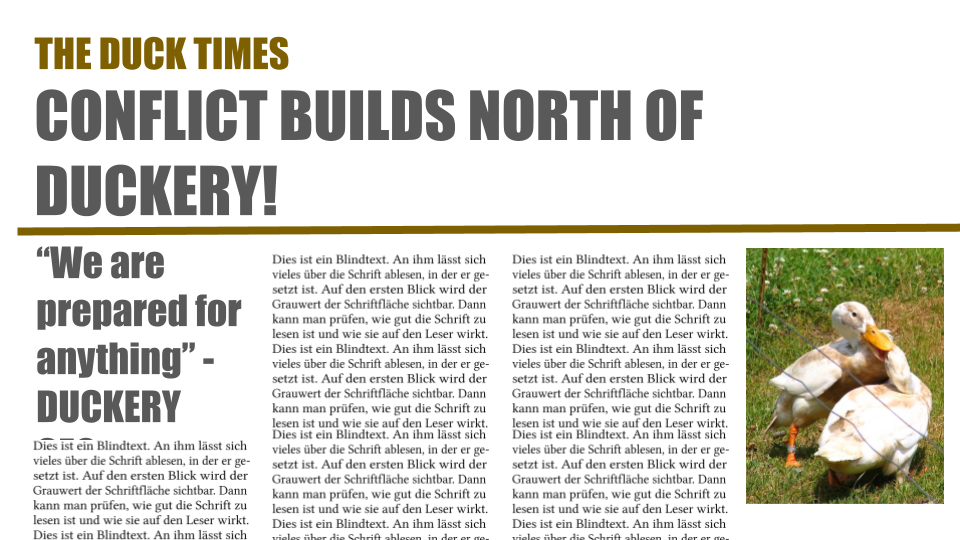 THE DUCK TIMES
CONFLICT BUILDS NORTH OF
DUCKERY!
“We are
prepared for
anything” -
DUCKERY
Dies ist ein Blindtext. An ihm lässt sich
vieles über die Schrift ablesen, in der er ge-
setzt ist. Auf den ersten Blick wird der
Grauwert der Schriftfläche sichtbar. Dann
kann man prüfen, wie gut die Schrift zu
lesen ist und wie sie auf den Leser wirkt.
Dies ist ein Blindtext. An ihm lässt sich
Dies ist ein Blindtext. An ihm lässt sich
vieles über die Schrift ablesen, in der er ge-
setzt ist. Auf den ersten Blick wird der
Grauwert der Schriftfläche sichtbar. Dann
kann man prüfen, wie gut die Schrift zu
lesen ist und wie sie auf den Leser wirkt.
Dies ist ein Blindtext. An ihm lässt sich
vieles über die Schrift ablesen, in der er ge-
setzt ist. Auf den ersten Blick wird der
Grauwert der Schriftfläche sichtbar. Dann
kann man prüfen, wie gut die Schrift zu
lesen ist und wie sie auf den Leser wirkt.
Dies ist ein Blindtext. An ihm lässt sich
vieles über die Schrift ablesen, in der er ge-
setzt ist. Auf den ersten Blick wird der
Grauwert der Schriftfläche sichtbar. Dann
kann man prüfen, wie gut die Schrift zu
lesen ist und wie sie auf den Leser wirkt.
Dies ist ein Blindtext. An ihm lässt sich
vieles über die Schrift ablesen, in der er ge-
Dies ist ein Blindtext. An ihm lässt sich
vieles über die Schrift ablesen, in der er ge-
setzt ist. Auf den ersten Blick wird der
Grauwert der Schriftfläche sichtbar. Dann
kann man prüfen, wie gut die Schrift zu
lesen ist und wie sie auf den Leser wirkt.
Dies ist ein Blindtext. An ihm lässt sich
vieles über die Schrift ablesen, in der er ge-
setzt ist. Auf den ersten Blick wird der
Grauwert der Schriftfläche sichtbar. Dann
kann man prüfen, wie gut die Schrift zu
lesen ist und wie sie auf den Leser wirkt.
Dies ist ein Blindtext. An ihm lässt sich
vieles über die Schrift ablesen, in der er ge-
setzt ist. Auf den ersten Blick wird der
Grauwert der Schriftfläche sichtbar. Dann
kann man prüfen, wie gut die Schrift zu
lesen ist und wie sie auf den Leser wirkt.
Dies ist ein Blindtext. An ihm lässt sich
vieles über die Schrift ablesen, in der er ge-